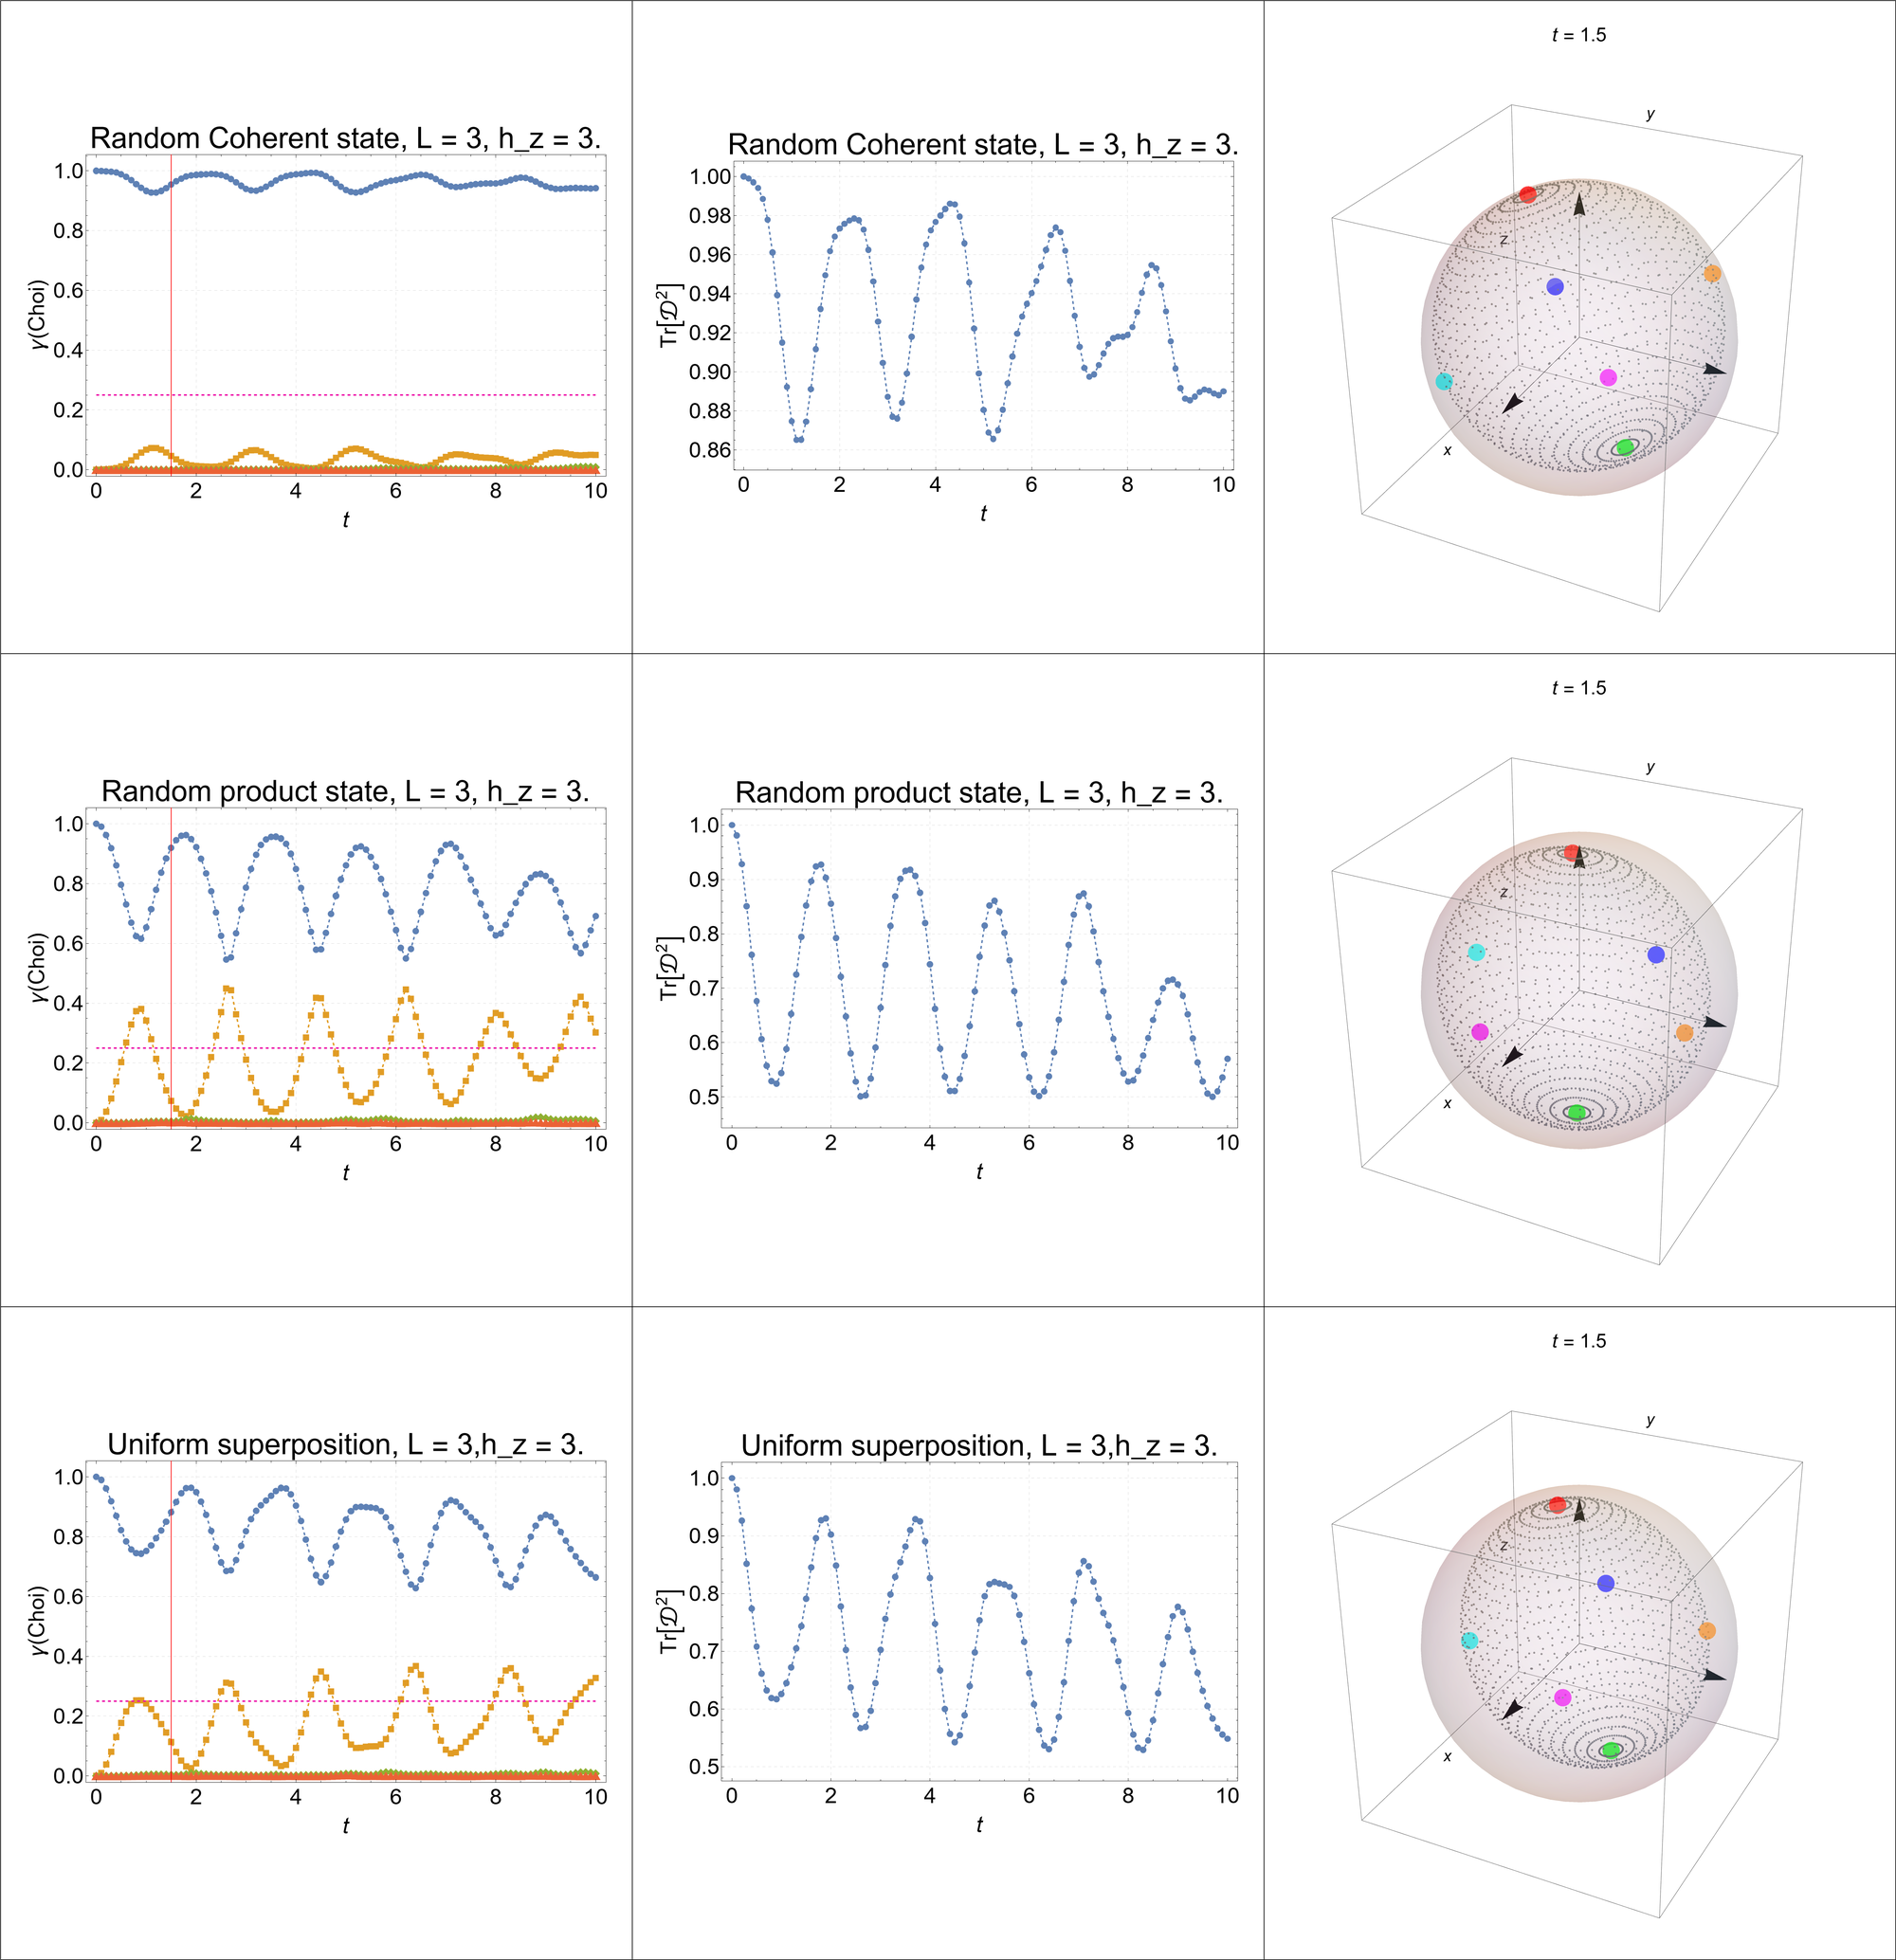 Random Coherent state, L = 3, h_z = 3.
γ(Choi)
1.0
0.8
0.6
0.4
0.2
0.0
0 2 4 6 8 10
t
Random Coherent state, L = 3, h_z = 3.
Tr[𝒟²]
1.00
0.98
0.96
0.94
0.92
0.90
0.88
0.86
0 2 4 6 8 10
t
t = 1.5
y
z
x
Random product state, L = 3, h_z = 3.
γ(Choi)
1.0
0.8
0.6
0.4
0.2
0.0
0 2 4 6 8 10
t
Random product state, L = 3, h_z = 3.
Tr[𝒟²]
1.0
0.9
0.8
0.7
0.6
0.5
0 2 4 6 8 10
t
t = 1.5
y
z
x
Uniform superposition, L = 3,h_z = 3.
γ(Choi)
1.0
0.8
0.6
0.4
0.2
0.0
0 2 4 6 8 10
t
Uniform superposition, L = 3,h_z = 3.
Tr[𝒟²]
1.0
0.9
0.8
0.7
0.6
0.5
0 2 4 6 8 10
t
t = 1.5
y
z
x